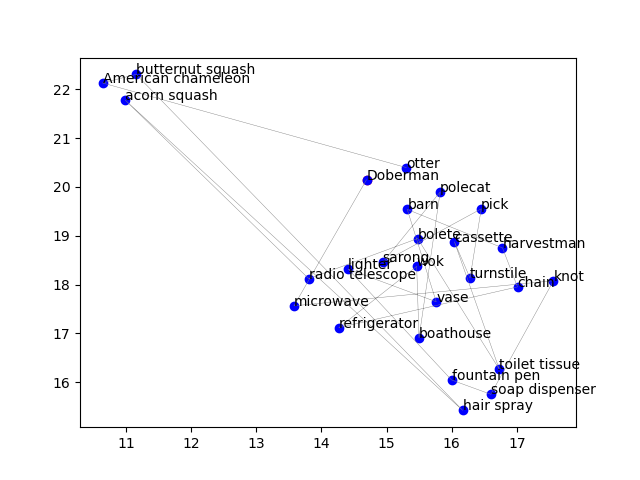 butternut squash
American chameleon
acorn squash
otter
Doberman
polecat
barn
pick
bolete
cassette
harvestman
sarong
wok
lighter
radio telescope
turnstile
chain
knot
microwave
vase
refrigerator
boathouse
toilet tissue
fountain pen
soap dispenser
hair spray
22
21
20
19
18
17
16
11 12 13 14 15 16 17